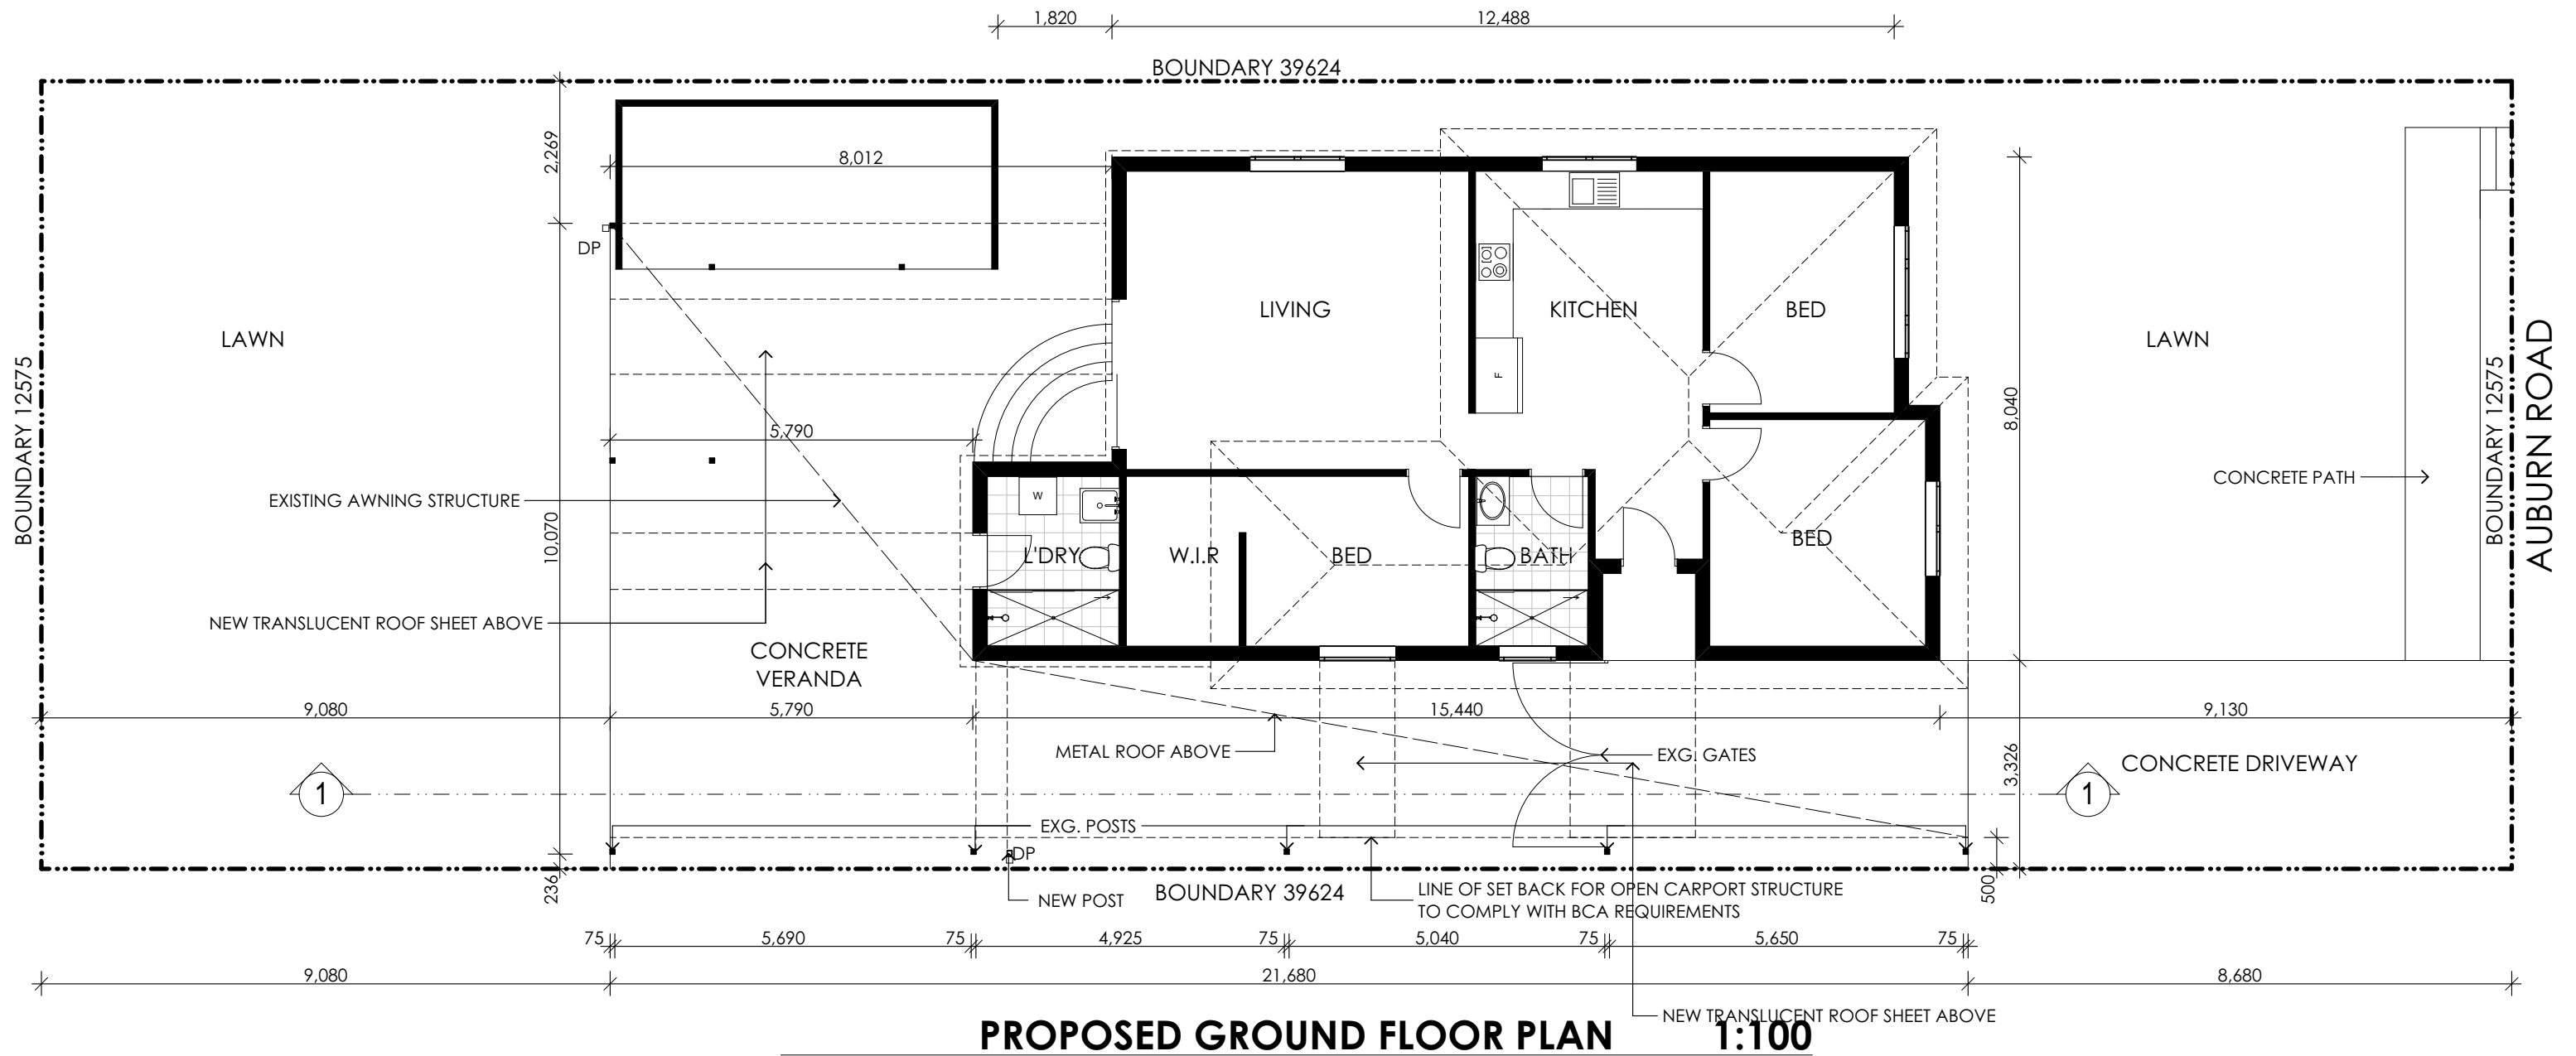 1,820
12,488
BOUNDARY 39624
2,269
8,012
DP
LAWN
LIVING
KITCHEN
BED
LAWN
BOUNDARY 12575
BOUNDARY 12575
AUBURN ROAD
F
8,040
5,790
EXISTING AWNING STRUCTURE
CONCRETE PATH
W
10,070
L'DRY
W.I.R
BED
BATH
BED
NEW TRANSLUCENT ROOF SHEET ABOVE
CONCRETE
VERANDA
9,080
5,790
15,440
9,130
METAL ROOF ABOVE
EXG. GATES
3,326
CONCRETE DRIVEWAY
1
1
EXG. POSTS
DP
236
NEW POST
BOUNDARY 39624
LINE OF SET BACK FOR OPEN CARPORT STRUCTURE
TO COMPLY WITH BCA REQUIREMENTS
500
75
5,690
75
4,925
75
5,040
75
5,650
75
9,080
21,680
8,680
NEW TRANSLUCENT ROOF SHEET ABOVE
PROPOSED GROUND FLOOR PLAN 1:100